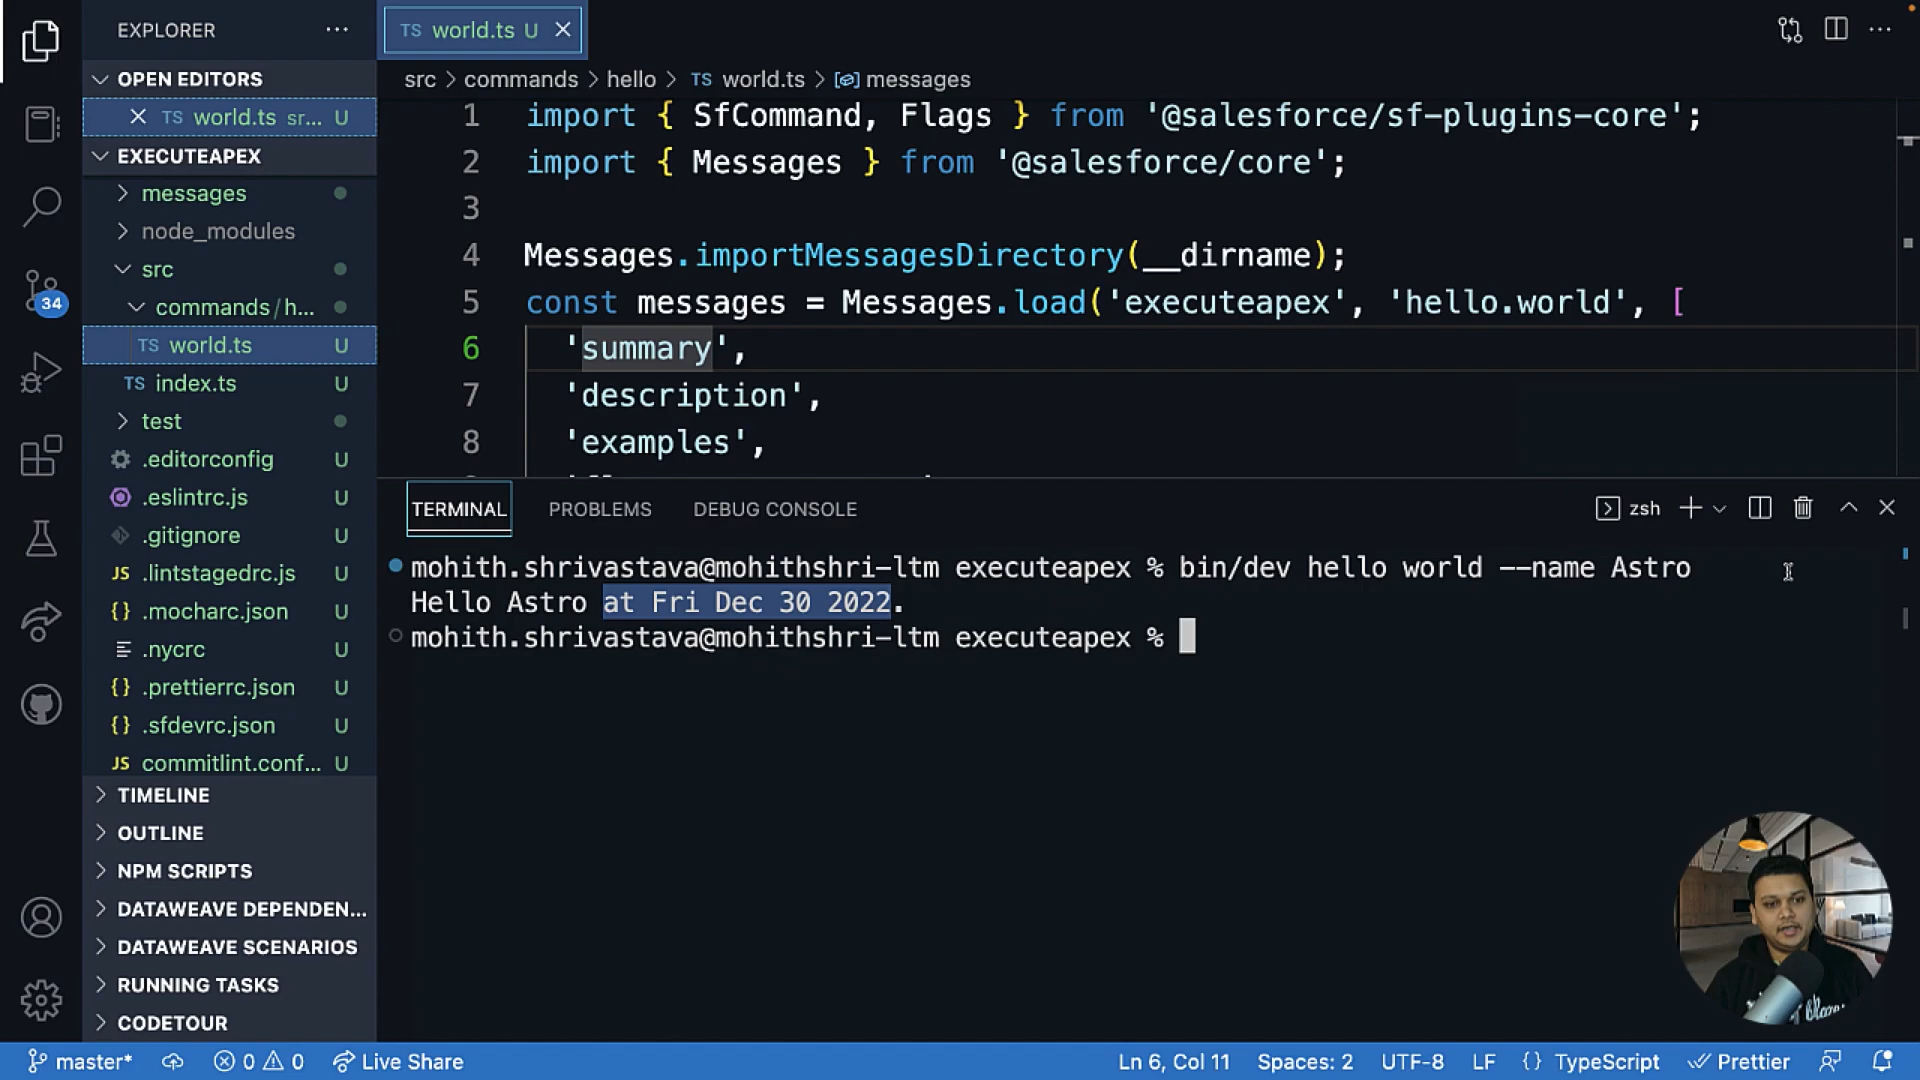 EXPLORER
OPEN EDITORS
TS world.ts sr... U
EXECUTEAPEX
messages
node_modules
src
commands/h...
TS world.ts U
TS index.ts U
test
.editorconfig U
.eslintrc.js U
.gitignore U
JS .lintstagedrc.js U
{} .mocharc.json U
.nycrc U
{} .prettierrc.json U
{} .sfdevrc.json U
JS commitlint.conf... U
TIMELINE
OUTLINE
NPM SCRIPTS
DATAWEAVE DEPENDEN...
DATAWEAVE SCENARIOS
RUNNING TASKS
CODETOUR
34
TS world.ts U
src > commands > hello > TS world.ts > messages
1 import { SfCommand, Flags } from '@salesforce/sf-plugins-core';
2 import { Messages } from '@salesforce/core';
3
4 Messages.importMessagesDirectory(__dirname);
5 const messages = Messages.load('executeapex', 'hello.world', [
6 'summary',
7 'description',
8 'examples',
TERMINAL PROBLEMS DEBUG CONSOLE
zsh
mohith.shrivastava@mohithshri-ltm executeapex % bin/dev hello world --name Astro
Hello Astro at Fri Dec 30 2022.
mohith.shrivastava@mohithshri-ltm executeapex %
master* 0 0 Live Share
Ln 6, Col 11 Spaces: 2 UTF-8 LF {} TypeScript Prettier